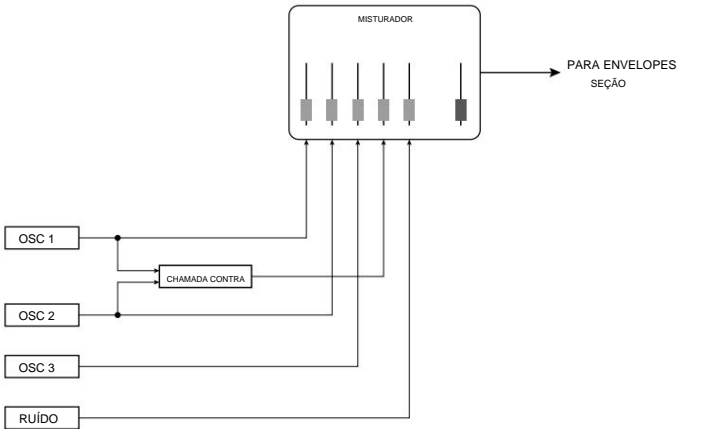 MISTURADOR
PARA ENVELOPES
SEÇÃO
OSC 1
CHAMADA CONTRA
OSC 2
OSC 3
RUÍDO